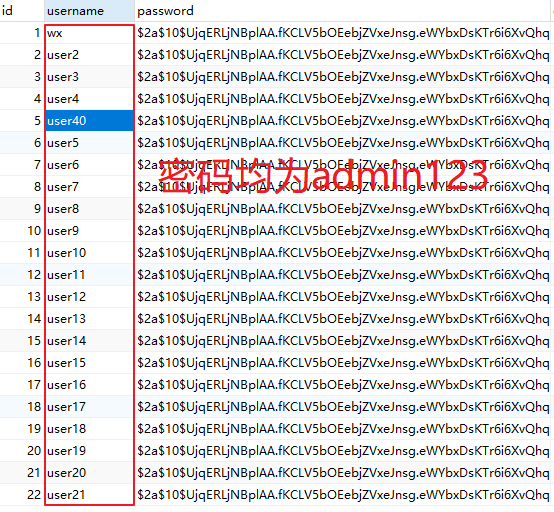 id username password
1 wx $2a$10$UjqERLjNBplAA.fKCLV5bOEebjZVxeJnsg.eWYbxDsKTr6i6XvQhq
2 user2 $2a$10$UjqERLjNBplAA.fKCLV5bOEebjZVxeJnsg.eWYbxDsKTr6i6XvQhq
3 user3 $2a$10$UjqERLjNBplAA.fKCLV5bOEebjZVxeJnsg.eWYbxDsKTr6i6XvQhq
4 user4 $2a$10$UjqERLjNBplAA.fKCLV5bOEebjZVxeJnsg.eWYbxDsKTr6i6XvQhq
5 user40 $2a$10$UjqERLjNBplAA.fKCLV5bOEebjZVxeJnsg.eWYbxDsKTr6i6XvQhq
6 user5 $2a$10$UjqERLjNBplAA.fKCLV5bOEebjZVxeJnsg.eWYbxDsKTr6i6XvQhq
7 user6 $2a$10$UjqERLjNBplAA.fKCLV5bOEebjZVxeJnsg.eWYbxDsKTr6i6XvQhq
密码均为admin123
8 user7 $2a$10$UjqERLjNBplAA.fKCLV5bOEebjZVxeJnsg.eWYbxDsKTr6i6XvQhq
9 user8 $2a$10$UjqERLjNBplAA.fKCLV5bOEebjZVxeJnsg.eWYbxDsKTr6i6XvQhq
10 user9 $2a$10$UjqERLjNBplAA.fKCLV5bOEebjZVxeJnsg.eWYbxDsKTr6i6XvQhq
11 user10 $2a$10$UjqERLjNBplAA.fKCLV5bOEebjZVxeJnsg.eWYbxDsKTr6i6XvQhq
12 user11 $2a$10$UjqERLjNBplAA.fKCLV5bOEebjZVxeJnsg.eWYbxDsKTr6i6XvQhq
13 user12 $2a$10$UjqERLjNBplAA.fKCLV5bOEebjZVxeJnsg.eWYbxDsKTr6i6XvQhq
14 user13 $2a$10$UjqERLjNBplAA.fKCLV5bOEebjZVxeJnsg.eWYbxDsKTr6i6XvQhq
15 user14 $2a$10$UjqERLjNBplAA.fKCLV5bOEebjZVxeJnsg.eWYbxDsKTr6i6XvQhq
16 user15 $2a$10$UjqERLjNBplAA.fKCLV5bOEebjZVxeJnsg.eWYbxDsKTr6i6XvQhq
17 user16 $2a$10$UjqERLjNBplAA.fKCLV5bOEebjZVxeJnsg.eWYbxDsKTr6i6XvQhq
18 user17 $2a$10$UjqERLjNBplAA.fKCLV5bOEebjZVxeJnsg.eWYbxDsKTr6i6XvQhq
19 user18 $2a$10$UjqERLjNBplAA.fKCLV5bOEebjZVxeJnsg.eWYbxDsKTr6i6XvQhq
20 user19 $2a$10$UjqERLjNBplAA.fKCLV5bOEebjZVxeJnsg.eWYbxDsKTr6i6XvQhq
21 user20 $2a$10$UjqERLjNBplAA.fKCLV5bOEebjZVxeJnsg.eWYbxDsKTr6i6XvQhq
22 user21 $2a$10$UjqERLjNBplAA.fKCLV5bOEebjZVxeJnsg.eWYbxDsKTr6i6XvQhq